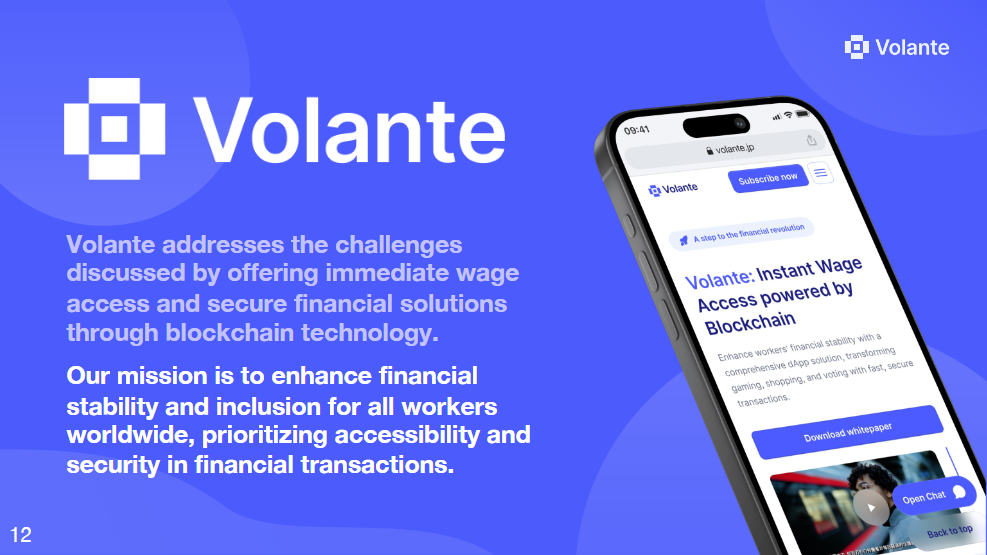 Volante
Volante
Volante addresses the challenges
discussed by offering immediate wage
access and secure financial solutions
through blockchain technology.
Our mission is to enhance financial
stability and inclusion for all workers
worldwide, prioritizing accessibility and
security in financial transactions.
12
09:41
volante.jp
Volante
Subscribe now
A step to the financial revolution
Volante: Instant Wage
Access powered by
Blockchain
Enhance workers' financial stability with a
comprehensive dApp solution, transforming
gaming, shopping, and voting with fast, secure
transactions.
Download whitepaper
Open Chat
Back to top